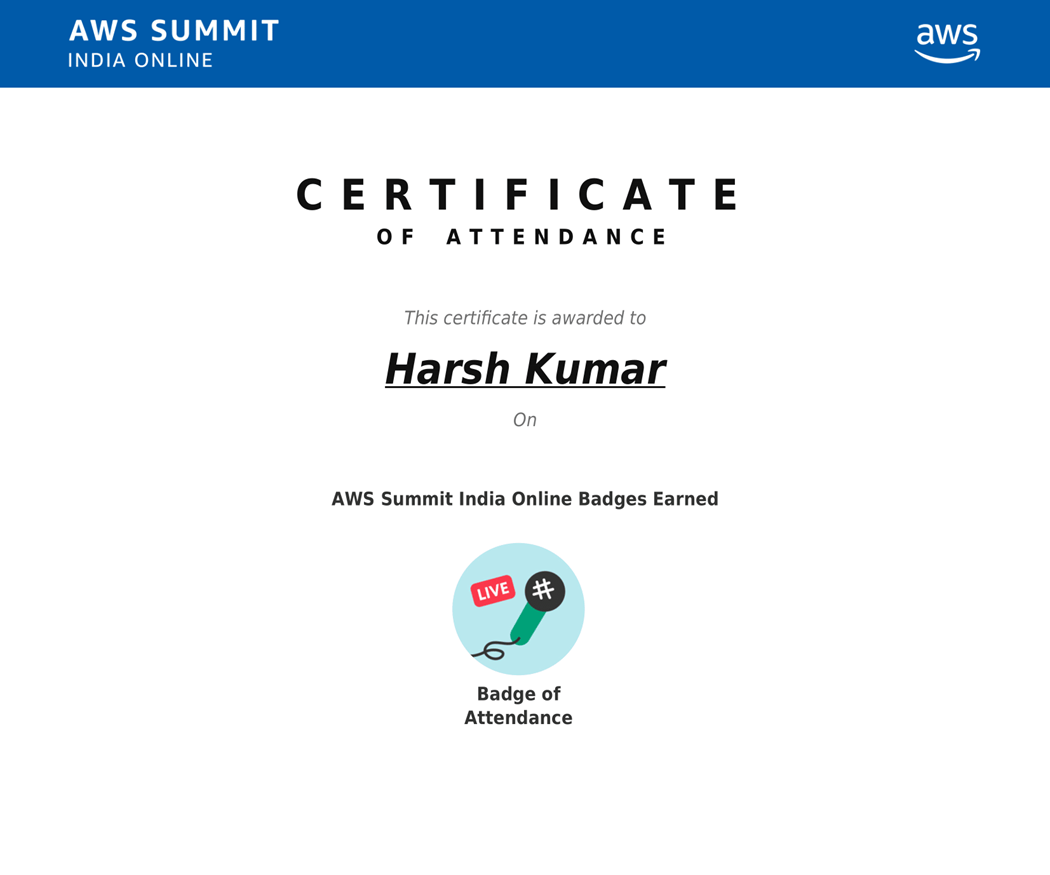 AWS SUMMIT
INDIA ONLINE
aws
CERTIFICATE
OF ATTENDANCE
This certificate is awarded to
Harsh Kumar
On
AWS Summit India Online Badges Earned
LIVE
#
Badge of
Attendance